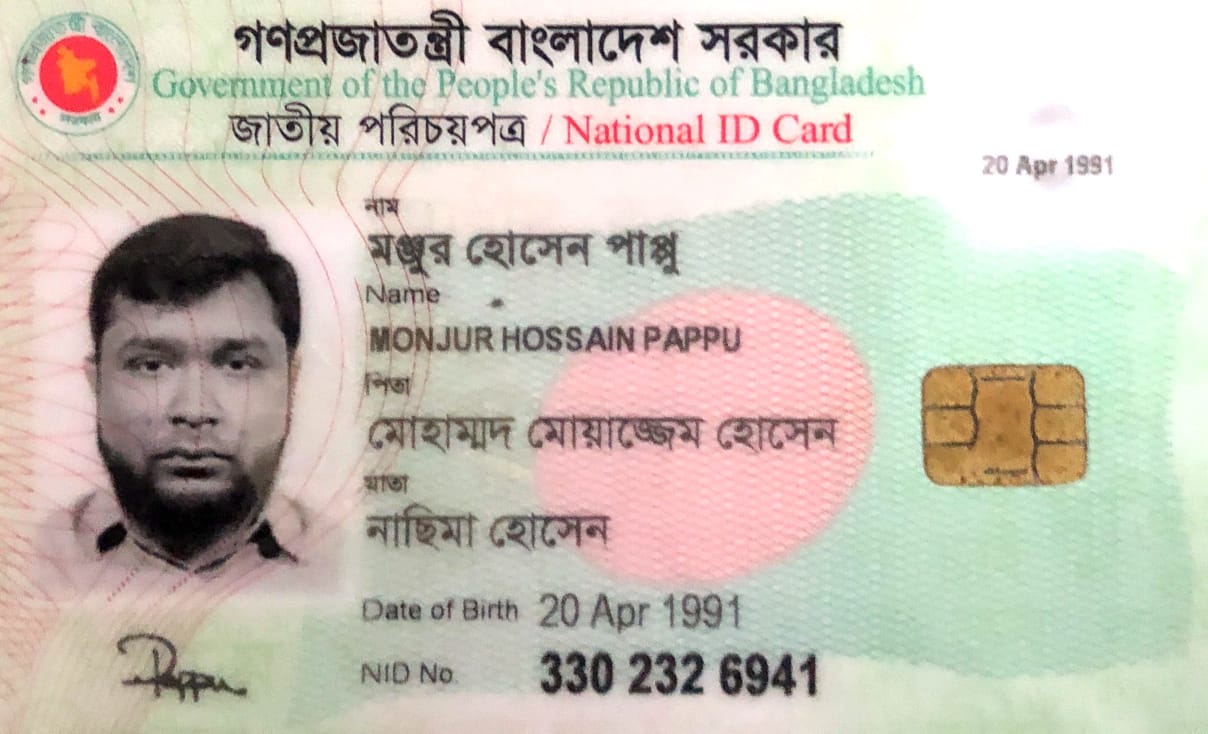 গণপ্রজাতন্ত্রী বাংলাদেশ সরকার
Government of the People's Republic of Bangladesh
জাতীয় পরিচয়পত্র / National ID Card
20 Apr 1991
নাম
মঞ্জুর হোসেন পাপ্পু
Name
MONJUR HOSSAIN PAPPU
পিতা
মোহাম্মদ মোয়াজ্জেম হোসেন
মাতা
নাছিমা হোসেন
Date of Birth 20 Apr 1991
Pappu
NID No. 330 232 6941